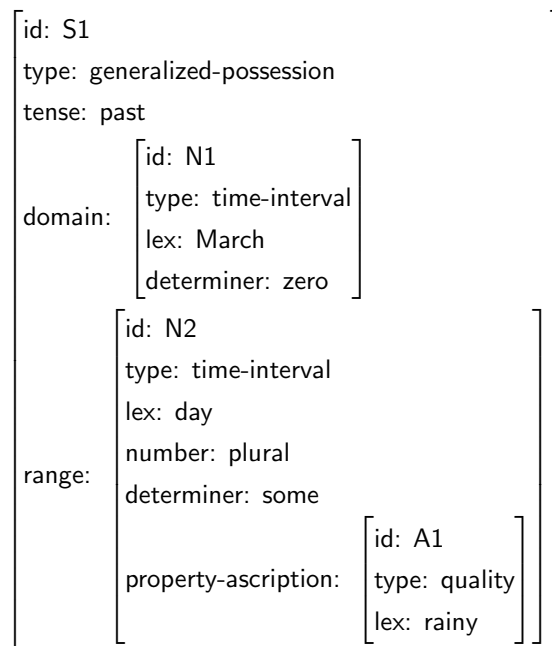 id: S1
type: generalized-possession
tense: past
domain:
id: N1
type: time-interval
lex: March
determiner: zero
range:
id: N2
type: time-interval
lex: day
number: plural
determiner: some
property-ascription:
id: A1
type: quality
lex: rainy